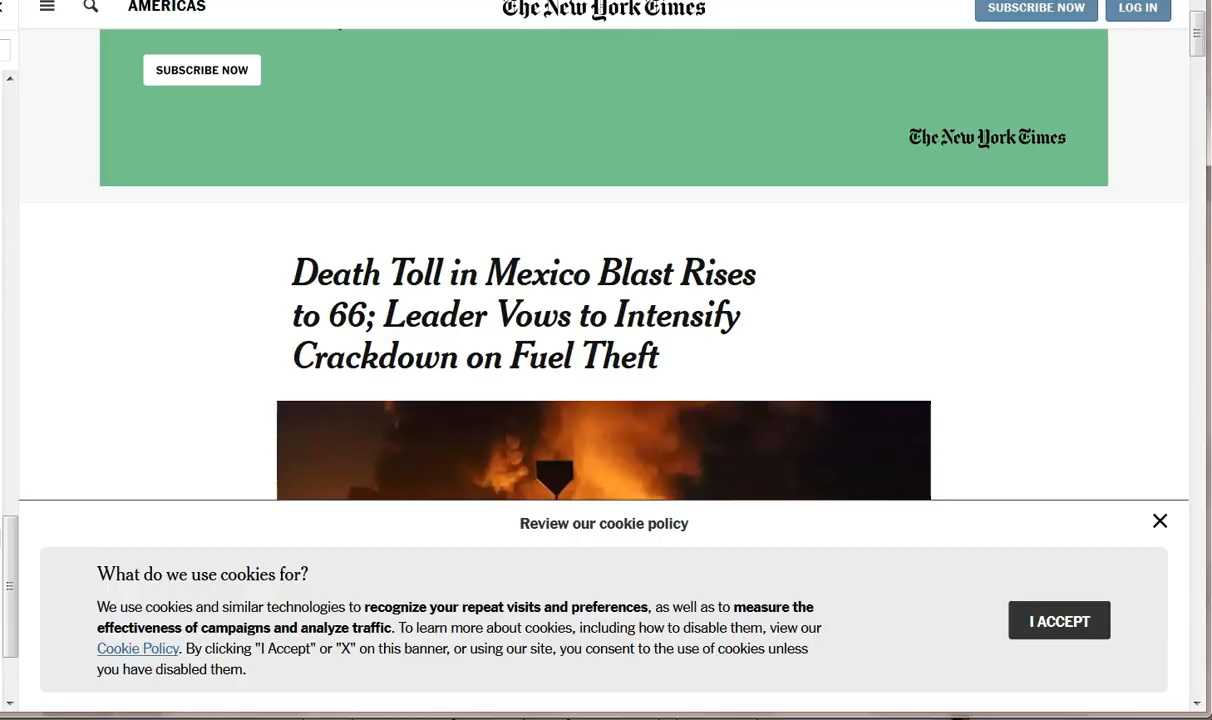 AMERICAS
The New York Times
SUBSCRIBE NOW
LOG IN
SUBSCRIBE NOW
The New York Times
Death Toll in Mexico Blast Rises
to 66; Leader Vows to Intensify
Crackdown on Fuel Theft
Review our cookie policy
What do we use cookies for?
We use cookies and similar technologies to recognize your repeat visits and preferences, as well as to measure the
effectiveness of campaigns and analyze traffic. To learn more about cookies, including how to disable them, view our
Cookie Policy. By clicking "I Accept" or "X" on this banner, or using our site, you consent to the use of cookies unless
you have disabled them.
I ACCEPT